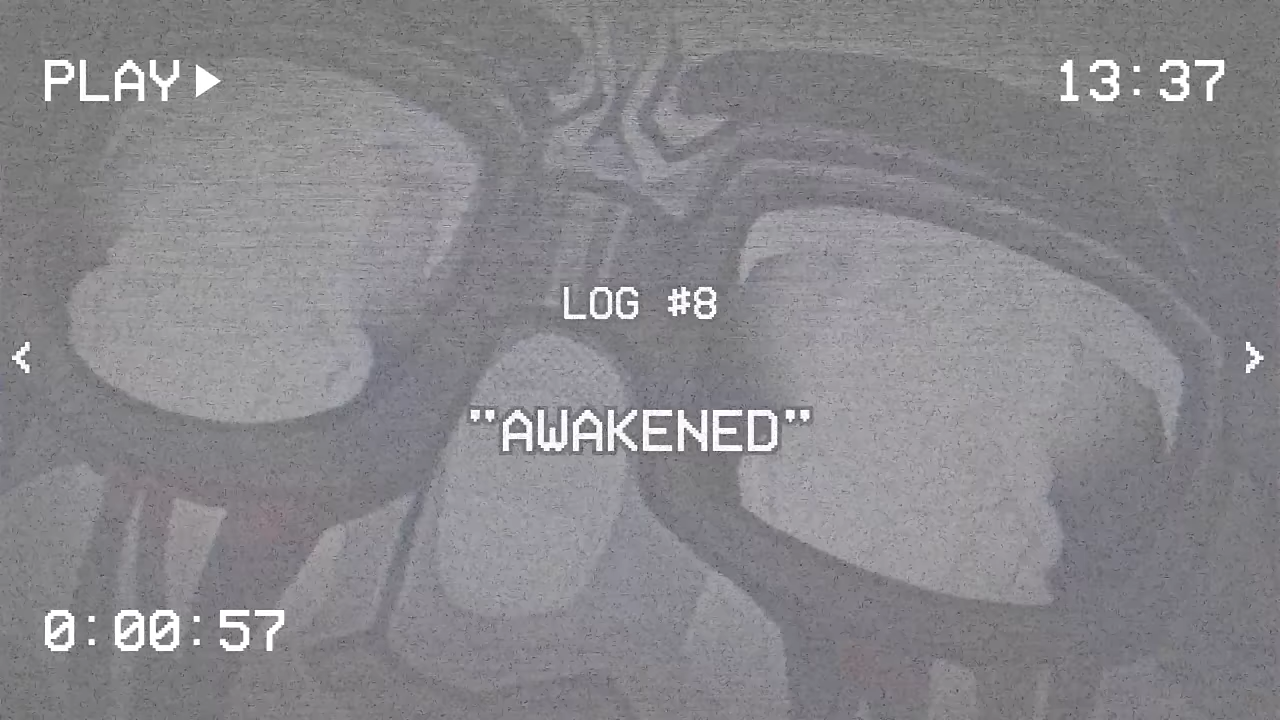 PLAY▶
13:37
LOG #8
< >
"AWAKENED"
0:00:57